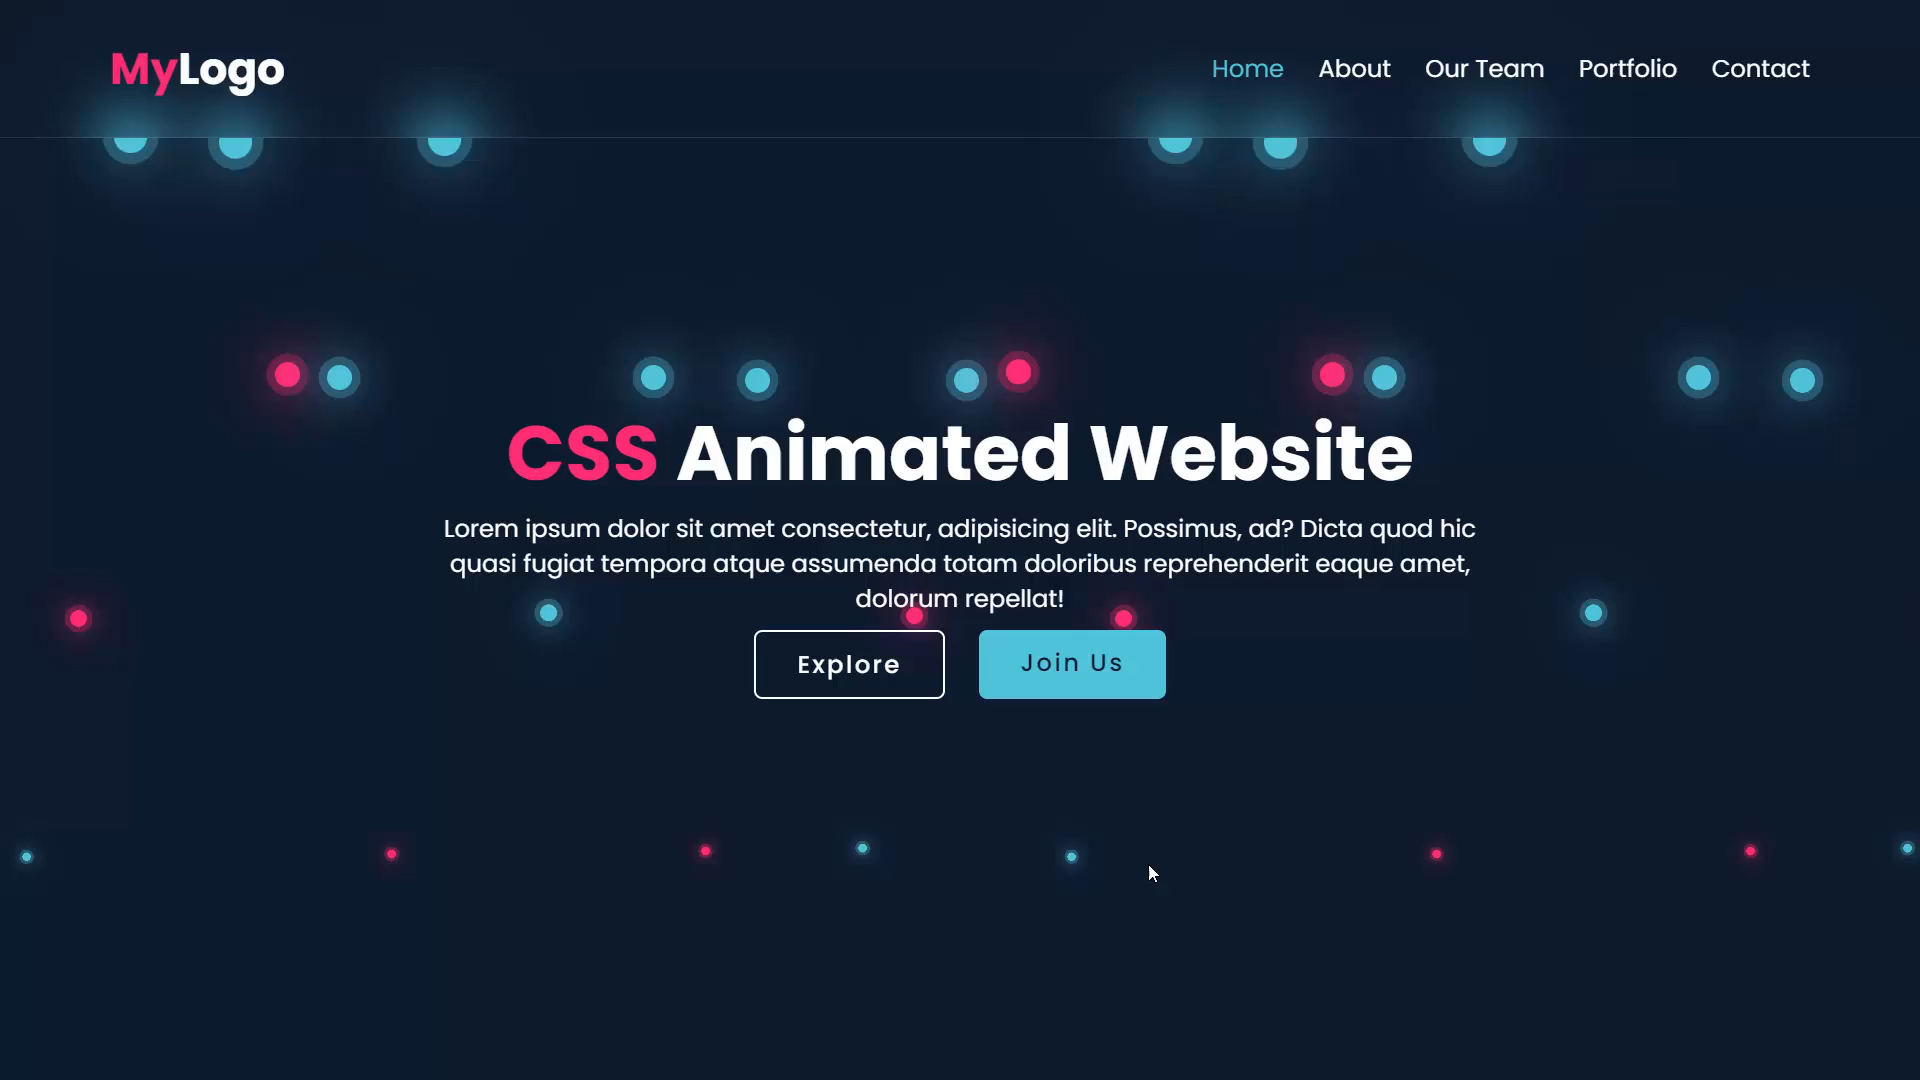 MyLogo
Home About Our Team Portfolio Contact
CSS Animated Website
Lorem ipsum dolor sit amet consectetur, adipisicing elit. Possimus, ad? Dicta quod hic
quasi fugiat tempora atque assumenda totam doloribus reprehenderit eaque amet,
dolorum repellat!
Explore
Join Us